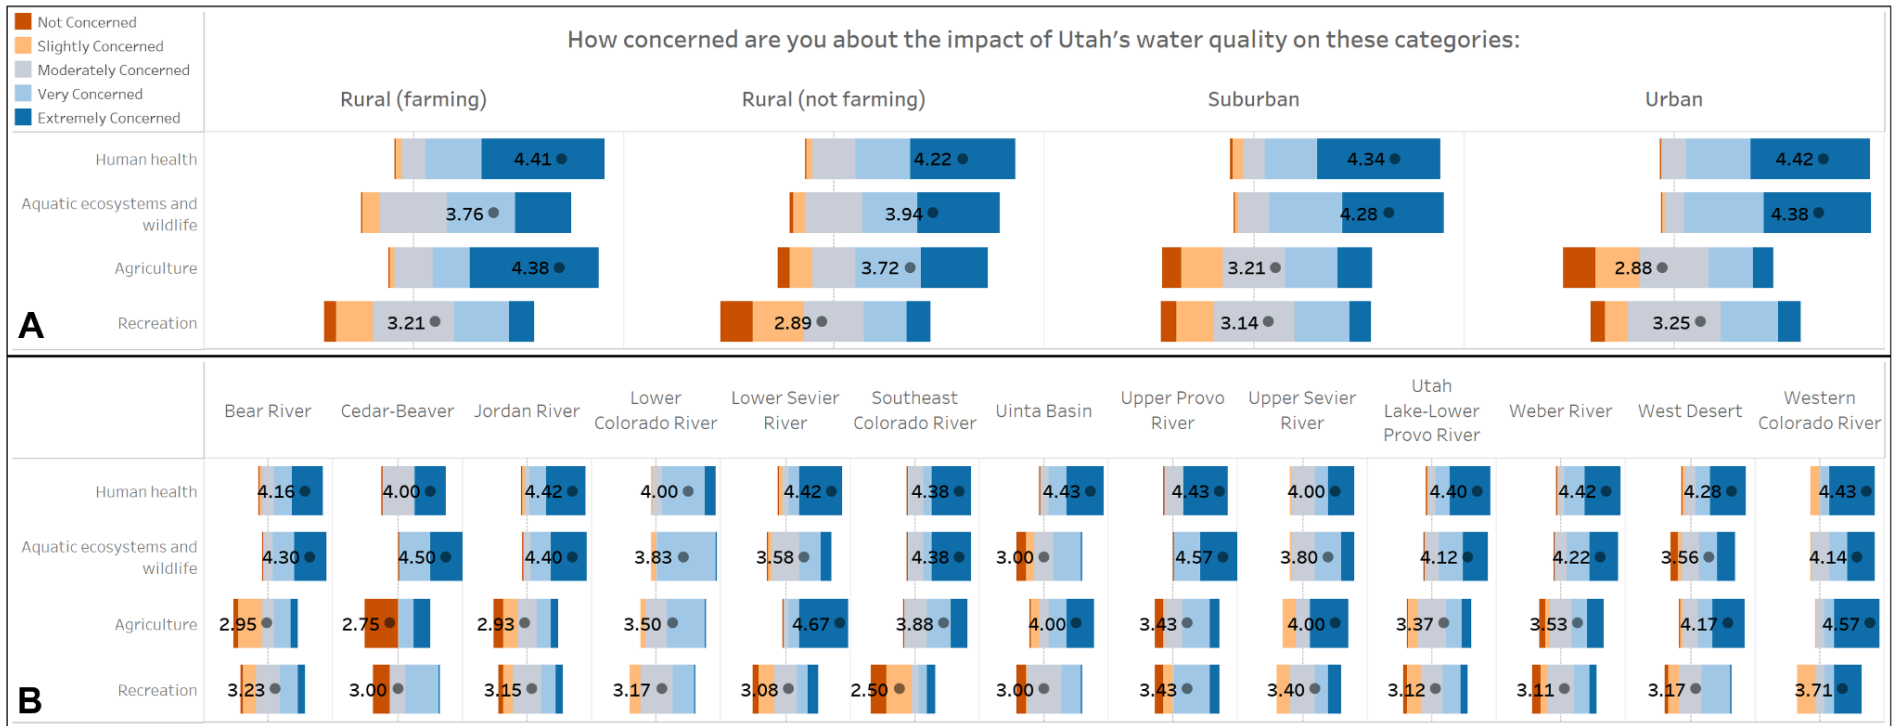 Not Concerned
Slightly Concerned
Moderately Concerned
Very Concerned
Extremely Concerned
How concerned are you about the impact of Utah's water quality on these categories:
Rural (farming) Rural (not farming) Suburban Urban
Human health 4.41 4.22 4.34 4.42
Aquatic ecosystems and
wildlife 3.76 3.94 4.28 4.38
Agriculture 4.38 3.72 3.21 2.88
Recreation 3.21 2.89 3.14 3.25
A
Bear River Cedar-Beaver Jordan River Lower
Colorado River Lower Sevier
River Southeast
Colorado River Uinta Basin Upper Provo
River Upper Sevier
River Utah
Lake-Lower
Provo River Weber River West Desert Western
Colorado River
Human health 4.16 4.00 4.42 4.00 4.42 4.38 4.43 4.43 4.00 4.40 4.42 4.28 4.43
Aquatic ecosystems and
wildlife 4.30 4.50 4.40 3.83 3.58 4.38 3.00 4.57 3.80 4.12 4.22 3.56 4.14
Agriculture 2.95 2.75 2.93 3.50 4.67 3.88 4.00 3.43 4.00 3.37 3.53 4.17 4.57
Recreation 3.23 3.00 3.15 3.17 3.08 2.50 3.00 3.43 3.40 3.12 3.11 3.17 3.71
B